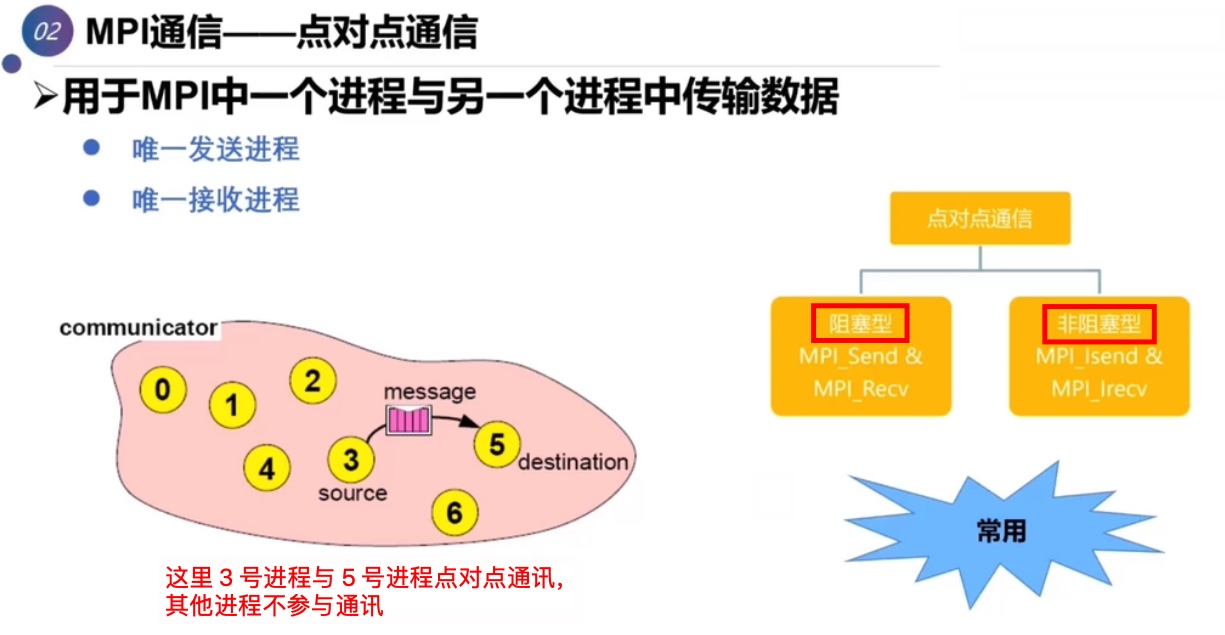 02 MPI通信——点对点通信
➢用于MPI中一个进程与另一个进程中传输数据
● 唯一发送进程
● 唯一接收进程
点对点通信
阻塞型
MPI_Send &
MPI_Recv
非阻塞型
MPI_Isend &
MPI_Irecv
communicator
0
1
2
message
3
4
5
destination
source
6
常用
这里 3 号进程与 5 号进程点对点通讯,
其他进程不参与通讯